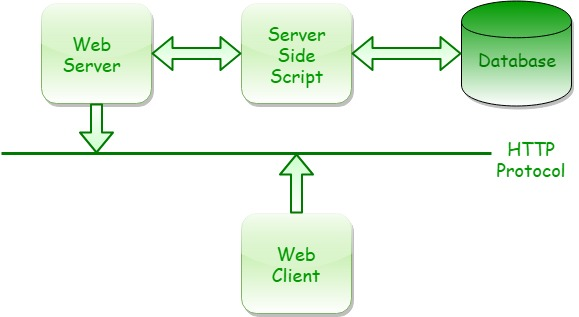 Web
Server
Server
Side
Script
Database
HTTP
Protocol
Web
Client